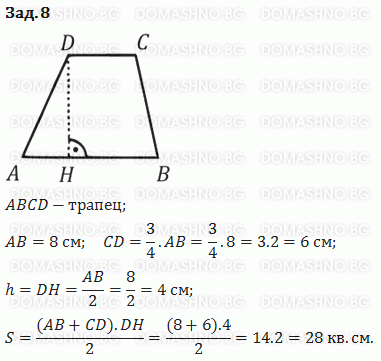 Зад.8
D C
A H B
ABCD − трапец;
AB = 8 см; CD = 3/4 . AB = 3/4 . 8 = 3.2 = 6 см;
h = DH = AB/2 = 8/2 = 4 см;
S = (AB + CD).DH/2 = (8 + 6).4/2 = 14.2 = 28 кв. см.